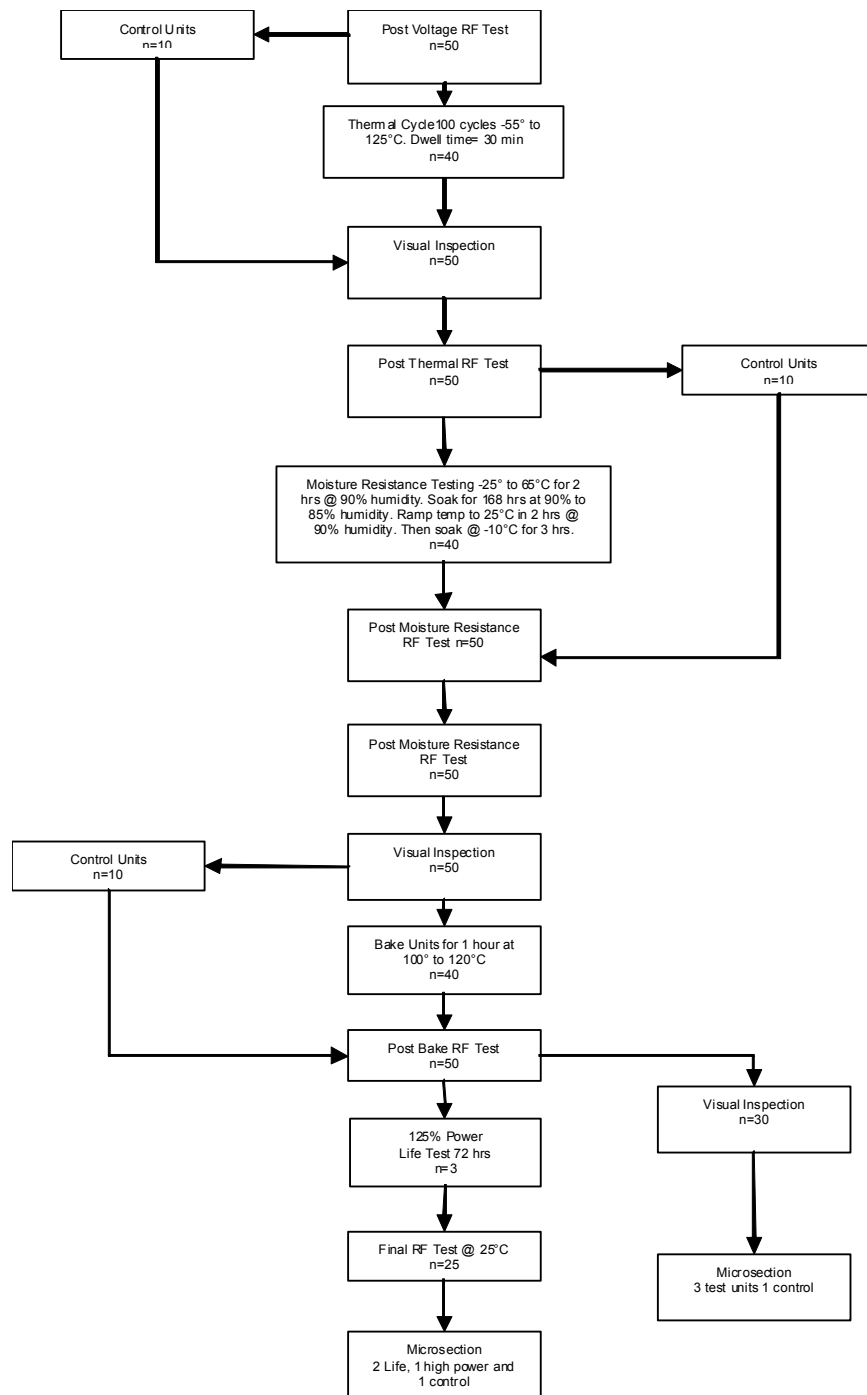 Control Units
n=10
Post Voltage RF Test
n=50
Thermal Cycle100 cycles -55° to
125°C. Dwell time= 30 min
n=40
Visual Inspection
n=50
Post Thermal RF Test
n=50
Control Units
n=10
Moisture Resistance Testing -25° to 65°C for 2
hrs @ 90% humidity. Soak for 168 hrs at 90% to
85% humidity. Ramp temp to 25°C in 2 hrs @
90% humidity. Then soak @ -10°C for 3 hrs.
n=40
Post Moisture Resistance
RF Test n=50
Post Moisture Resistance
RF Test
n=50
Control Units
n=10
Visual Inspection
n=50
Bake Units for 1 hour at
100° to 120°C
n=40
Post Bake RF Test
n=50
Visual Inspection
n=30
125% Power
Life Test 72 hrs
n=3
Final RF Test @ 25°C
n=25
Microsection
3 test units 1 control
Microsection
2 Life, 1 high power and
1 control